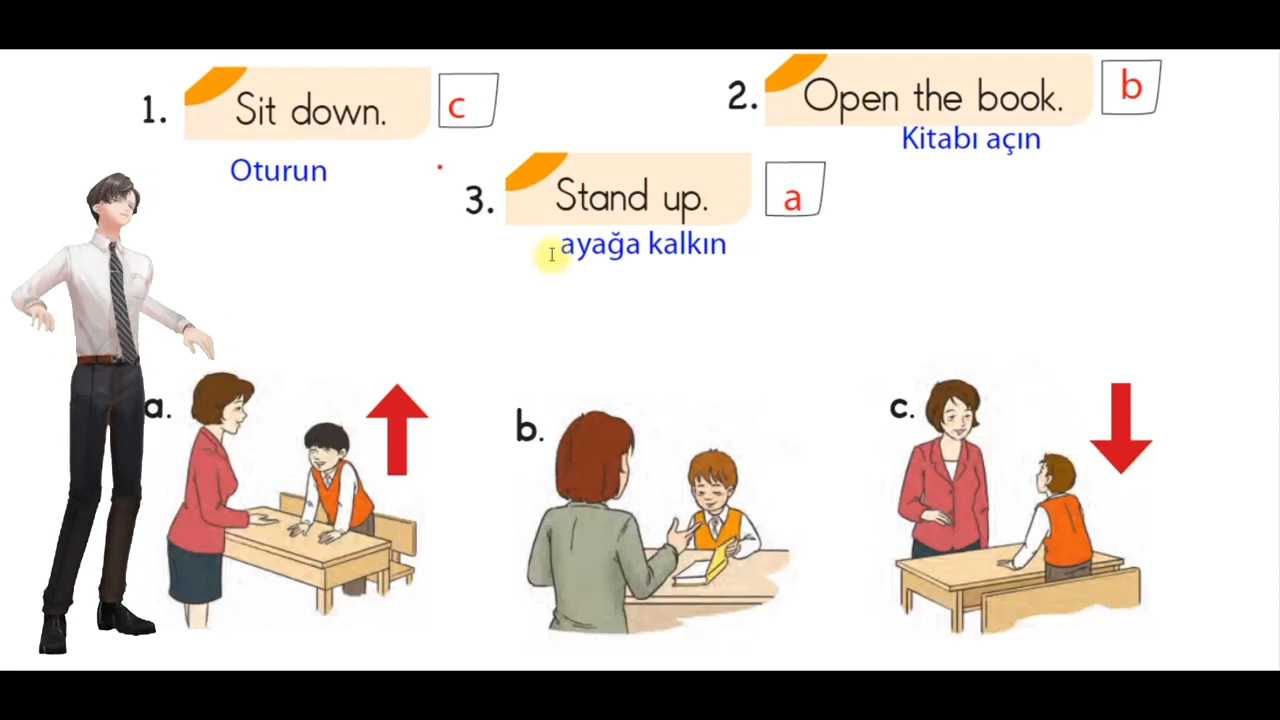 1. Sit down. c
Oturun
2. Open the book. b
Kitabı açın
3. Stand up. a
ayağa kalkın
a.
b.
c.